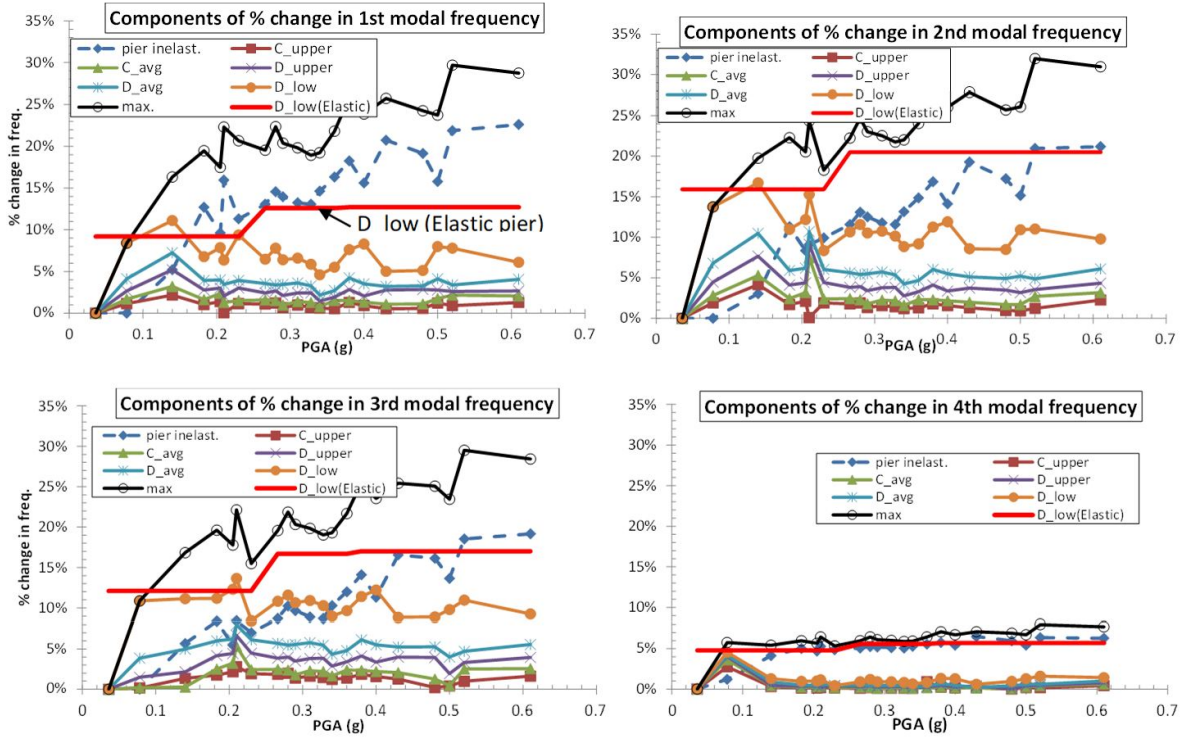 Components of % change in 1st modal frequency
35%
30%
25%
20%
15%
10%
5%
0%
% change in freq.
pier inelast. C_upper
C_avg D_upper
D_avg D_low
max. D_low(Elastic)
D low (Elastic pier)
0 0.1 0.2 0.3 0.4 0.5 0.6 0.7
PGA (g)
Components of % change in 2nd modal frequency
35%
30%
25%
20%
15%
10%
5%
0%
pier inelast. C_upper
C_avg D_upper
D_avg D_low
max D_low(Elastic)
0 0.1 0.2 0.3 0.4 0.5 0.6 0.7
PGA (g)
Components of % change in 3rd modal frequency
35%
30%
25%
20%
15%
10%
5%
0%
% change in freq.
pier inelast. C_upper
C_avg D_upper
D_avg D_low
max D_low(Elastic)
0 0.1 0.2 0.3 0.4 0.5 0.6 0.7
PGA (g)
Components of % change in 4th modal frequency
35%
30%
25%
20%
15%
10%
5%
0%
pier inelast. C_upper
C_avg D_upper
D_avg D_low
max D_low(Elastic)
0 0.1 0.2 0.3 0.4 0.5 0.6 0.7
PGA (g)